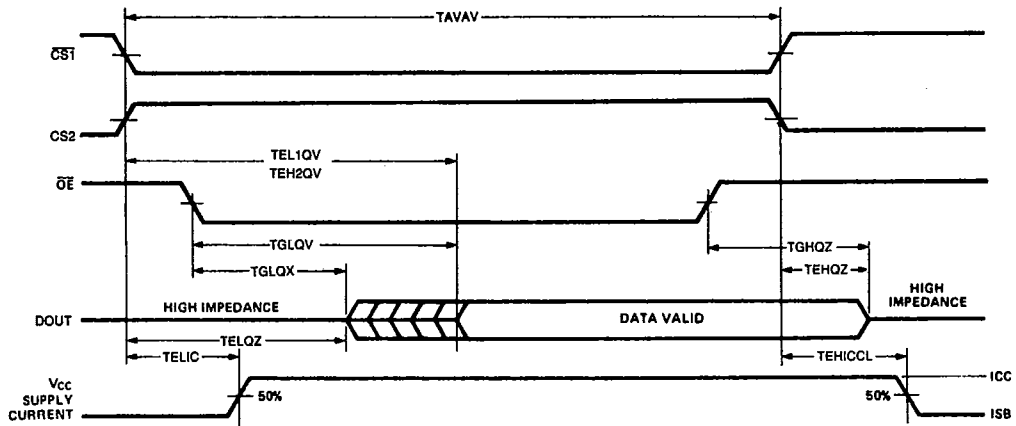 TAVAV
CS1
CS2
TEL1QV
TEH2QV
OE
TGLQV
TGHQZ
TGLQX
TEHQZ
HIGH IMPEDANCE
HIGH
IMPEDANCE
DOUT
DATA VALID
TELQZ
TELIC
TEHICCL
VCC
SUPPLY
CURRENT
50%
50%
ICC
ISB